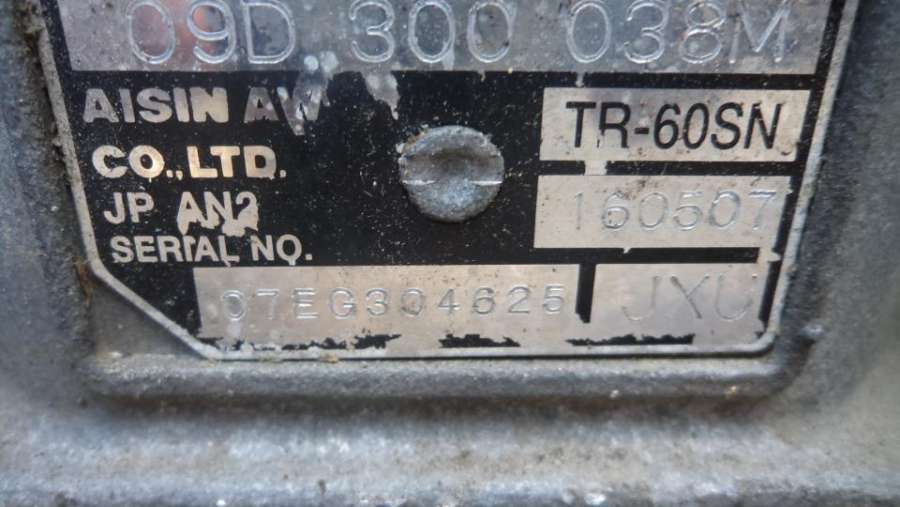 09D 300 038M
AISIN AW TR-60SN
CO.,LTD.
JP AN2 160507
SERIAL NO.
07EG304625 JXU